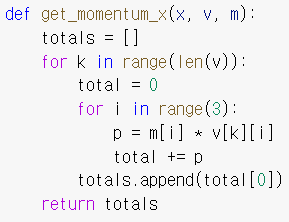 def get_momentum_x(x, v, m):
    totals = []
    for k in range(len(v)):
        total = 0
        for i in range(3):
            p = m[i] * v[k][i]
            total += p
        totals.append(total[0])
    return totals